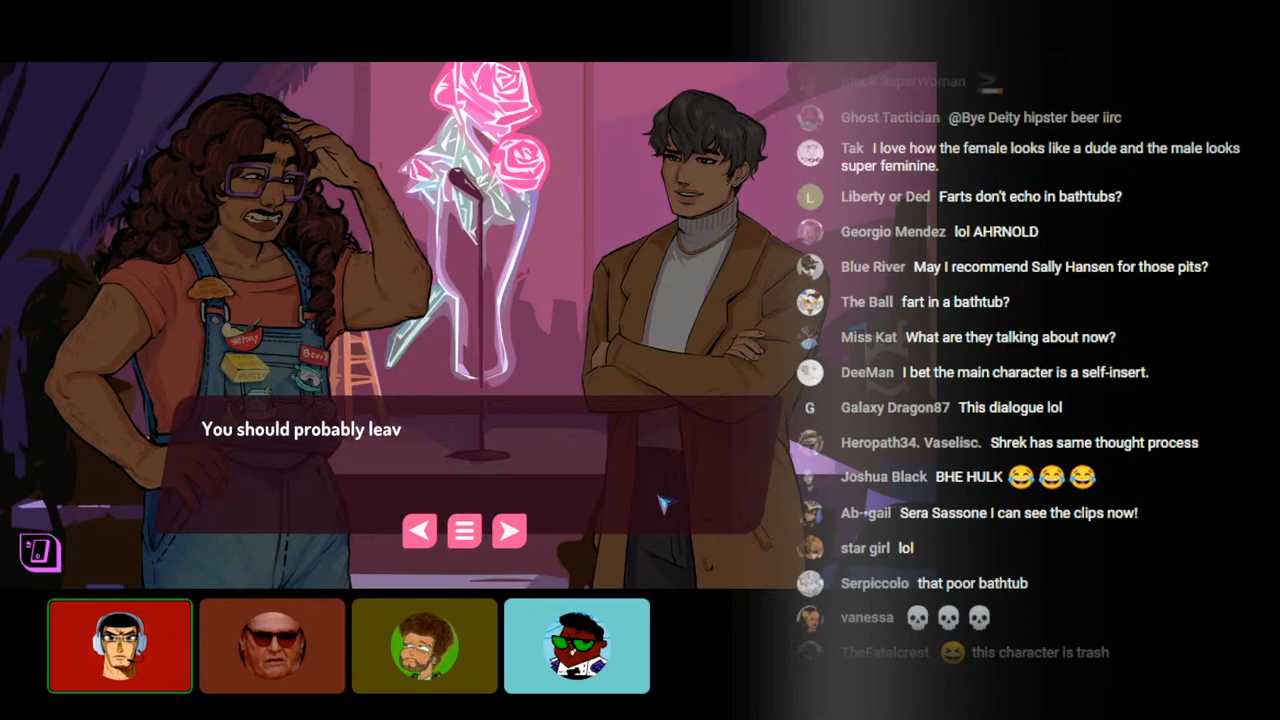 Black SuperWoman
Ghost Tactician @Bye Deity hipster beer iirc
Tak I love how the female looks like a dude and the male looks
super feminine.
L Liberty or Ded Farts don't echo in bathtubs?
Georgio Mendez lol AHRNOLD
Blue River May I recommend Sally Hansen for those pits?
The Ball fart in a bathtub?
Miss Kat What are they talking about now?
DeeMan I bet the main character is a self-insert.
G Galaxy Dragon87 This dialogue lol
Heropath34. Vaselisc. Shrek has same thought process
Joshua Black BHE HULK 😂 😂 😂
Ab-•gail Sera Sassone I can see the clips now!
star girl lol
Serpiccolo that poor bathtub
vanessa 💀 💀 💀
TheFatalcrest 😆 this character is trash
You should probably leav